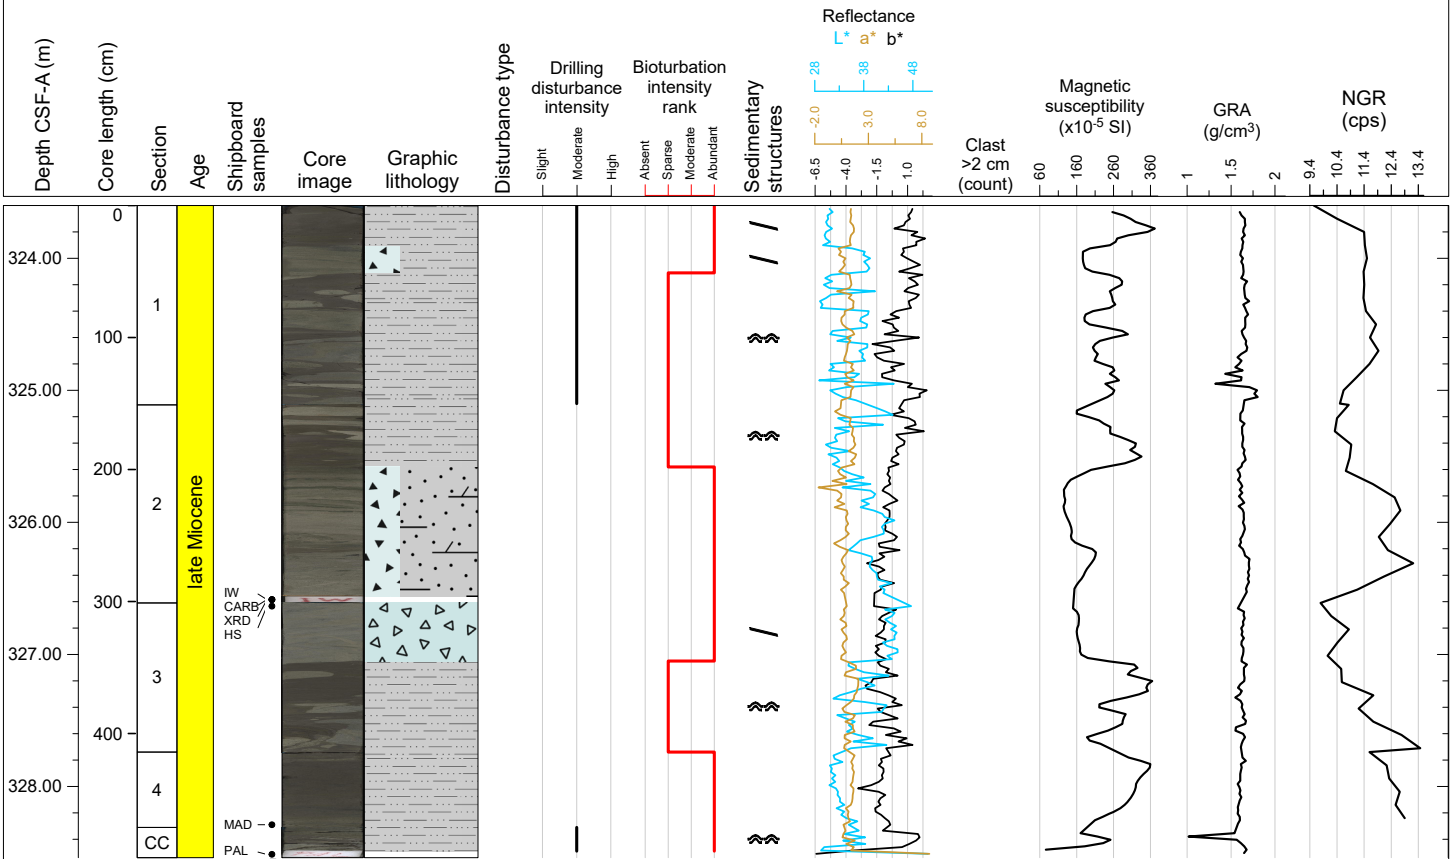 Depth CSF-A (m)
Core length (cm)
Section
Age
Shipboard
samples
Core
image
Graphic
lithology
Disturbance type
Drilling
disturbance
intensity
Slight
Moderate
High
Bioturbation
intensity
rank
Absent
Sparse
Moderate
Abundant
Sedimentary
structures
Reflectance
L* a* b*
28 38 48
-2.0 3.0 8.0
-6.5 -4.0 -1.5 1.0
Clast
>2 cm
(count)
Magnetic
susceptibility
(x10-5 SI)
60 160 260 360
GRA
(g/cm3)
1 1.5 2
NGR
(cps)
9.4 10.4 11.4 12.4 13.4
0
324.00
1
100
325.00
200
2
326.00
late Miocene
300
IW
CARB
XRD
HS
327.00
3
400
328.00
4
MAD
CC
PAL